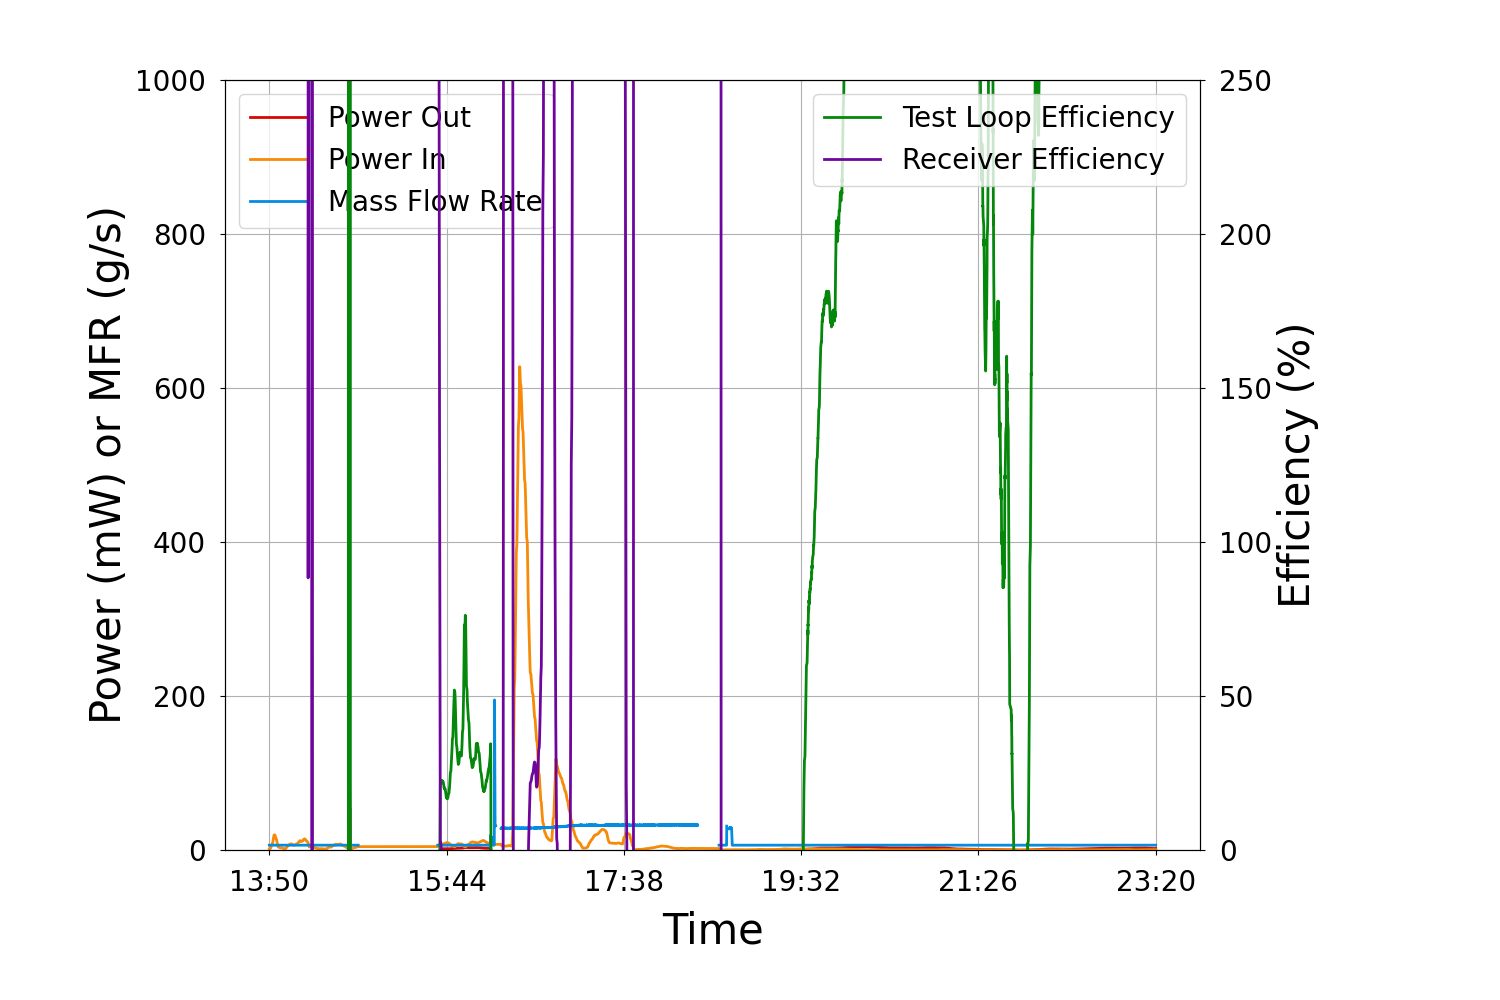 1000
800
600
400
200
0
Power (mW) or MFR (g/s)
Power Out
Power In
Mass Flow Rate
Test Loop Efficiency
Receiver Efficiency
250
200
150
100
50
0
Efficiency (%)
13:50 15:44 17:38 19:32 21:26 23:20
Time